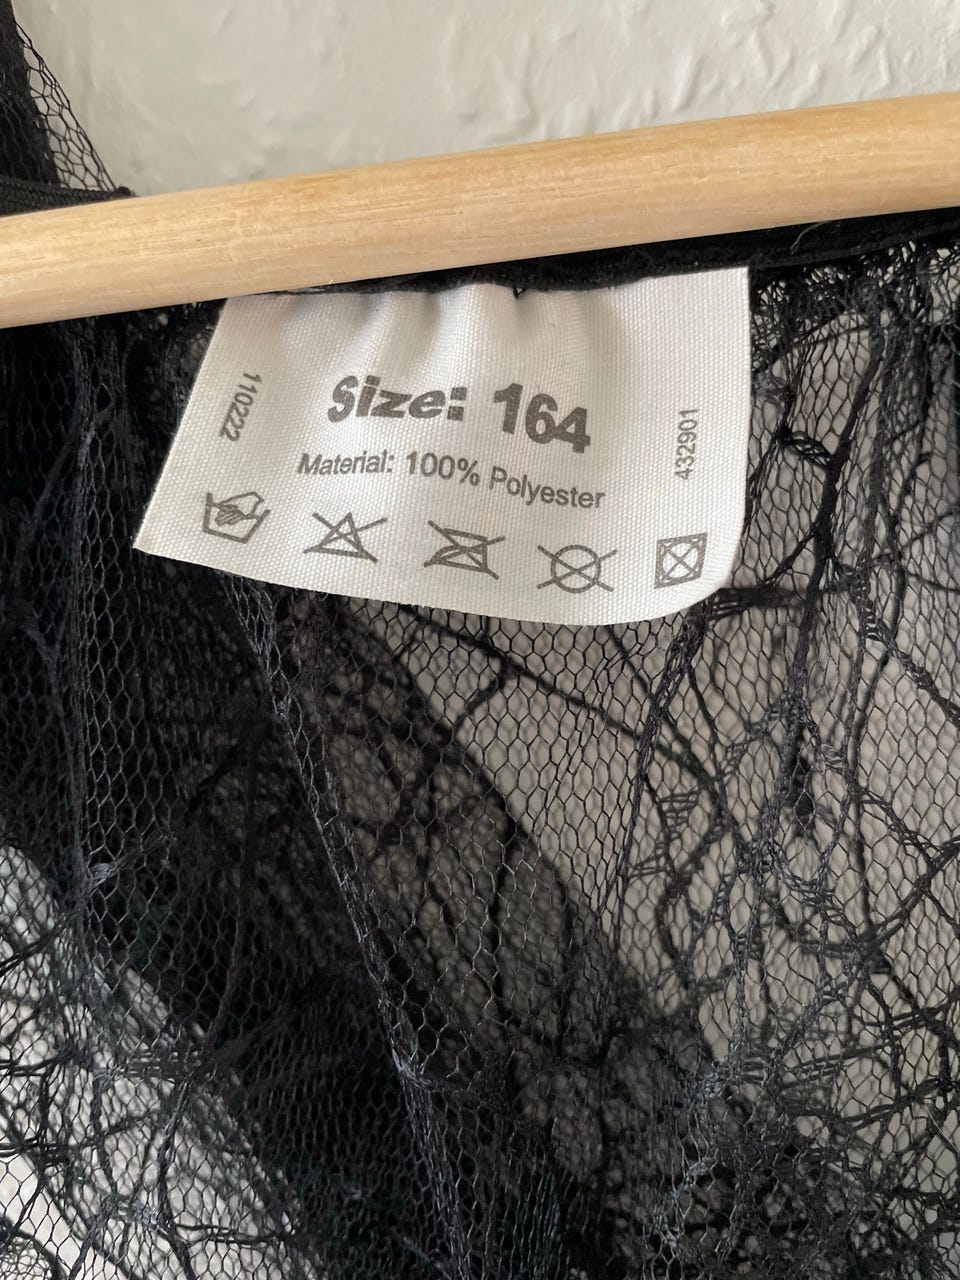 Size: 164
Material: 100% Polyester
110222
432901